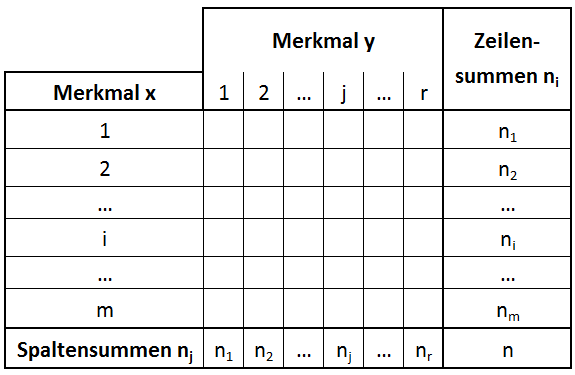 Merkmal y Zeilen-
summen nᵢ
Merkmal x 1 2 ... j ... r
1 n₁
2 n₂
... ...
i nᵢ
... ...
m nₘ
Spaltensummen nⱼ n₁ n₂ ... nⱼ ... nᵣ n